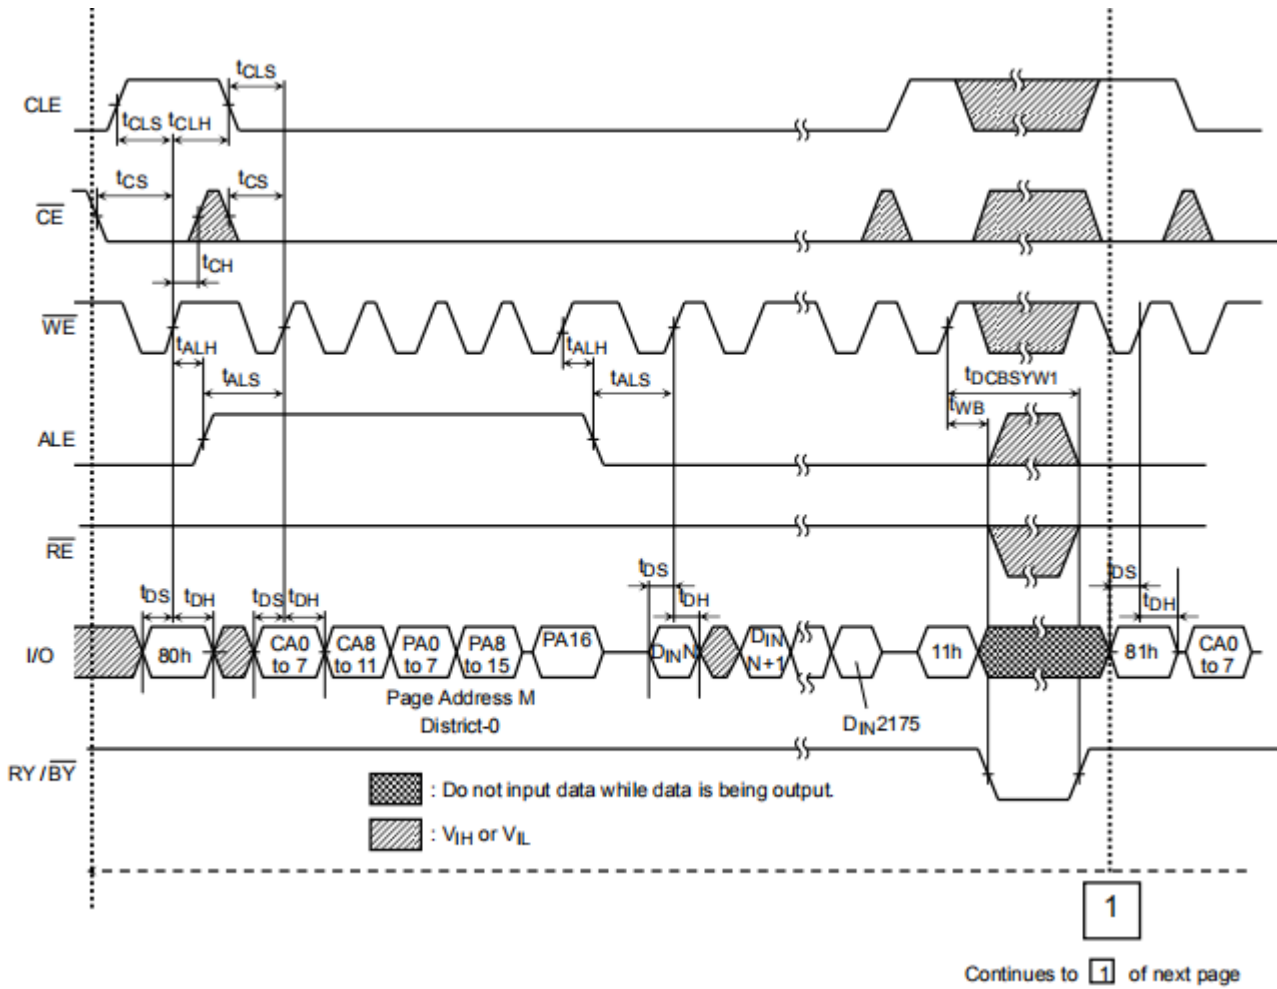 tCLS
CLE
tCLS tCLH
tCS tCS
CE
tCH
WE
tALH tALH
tALS tALS
tDCBSYW1
tWB
ALE
RE
tDS tDH tDS tDH tDS tDH tDS tDH
I/O
80h
CA0 to 7
CA8 to 11
PA0 to 7
PA8 to 15
PA16
DINN
DIN N+1
11h
81h
CA0 to 7
Page Address M
District-0
DIN2175
RY/BY
: Do not input data while data is being output.
: VIH or VIL
1
Continues to 1 of next page